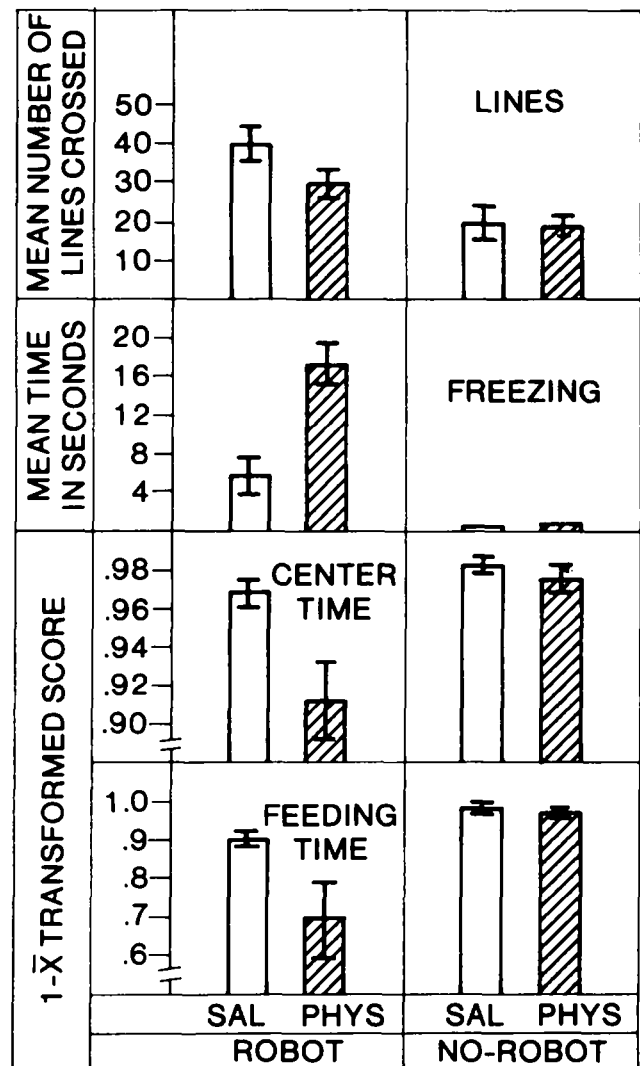 MEAN NUMBER OF
LINES CROSSED
50
40
30
20
10
LINES
MEAN TIME
IN SECONDS
20
16
12
8
4
FREEZING
1-X̄ TRANSFORMED SCORE
.98
.96
.94
.92
.90
CENTER
TIME
1.0
.9
.8
.7
.6
FEEDING
TIME
SAL PHYS SAL PHYS
ROBOT NO-ROBOT